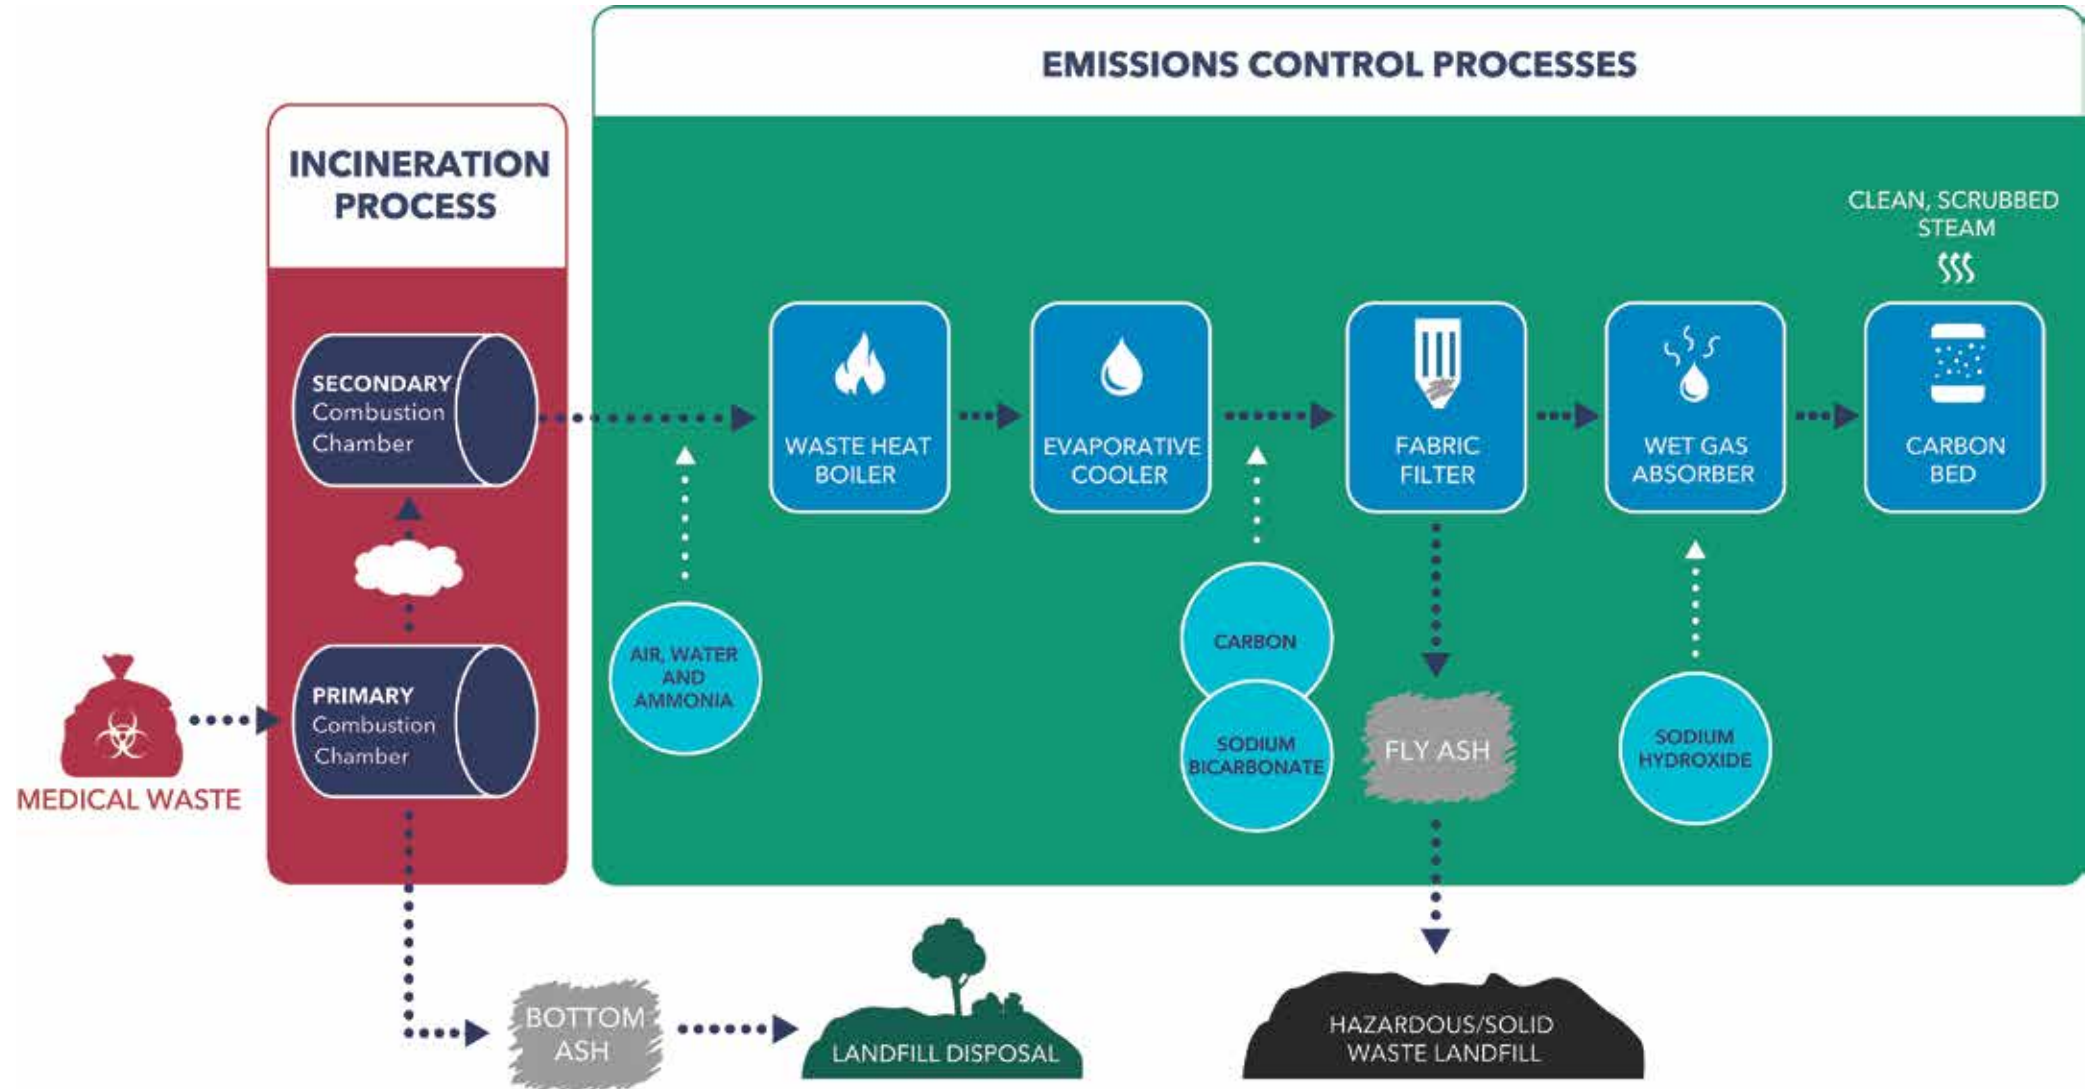 EMISSIONS CONTROL PROCESSES
INCINERATION
PROCESS
SECONDARY
Combustion
Chamber
PRIMARY
Combustion
Chamber
MEDICAL WASTE
BOTTOM
ASH
LANDFILL DISPOSAL
AIR, WATER
AND
AMMONIA
WASTE HEAT
BOILER
EVAPORATIVE
COOLER
CARBON
SODIUM
BICARBONATE
FABRIC
FILTER
FLY ASH
HAZARDOUS/SOLID
WASTE LANDFILL
WET GAS
ABSORBER
SODIUM
HYDROXIDE
CLEAN, SCRUBBED
STEAM
CARBON
BED